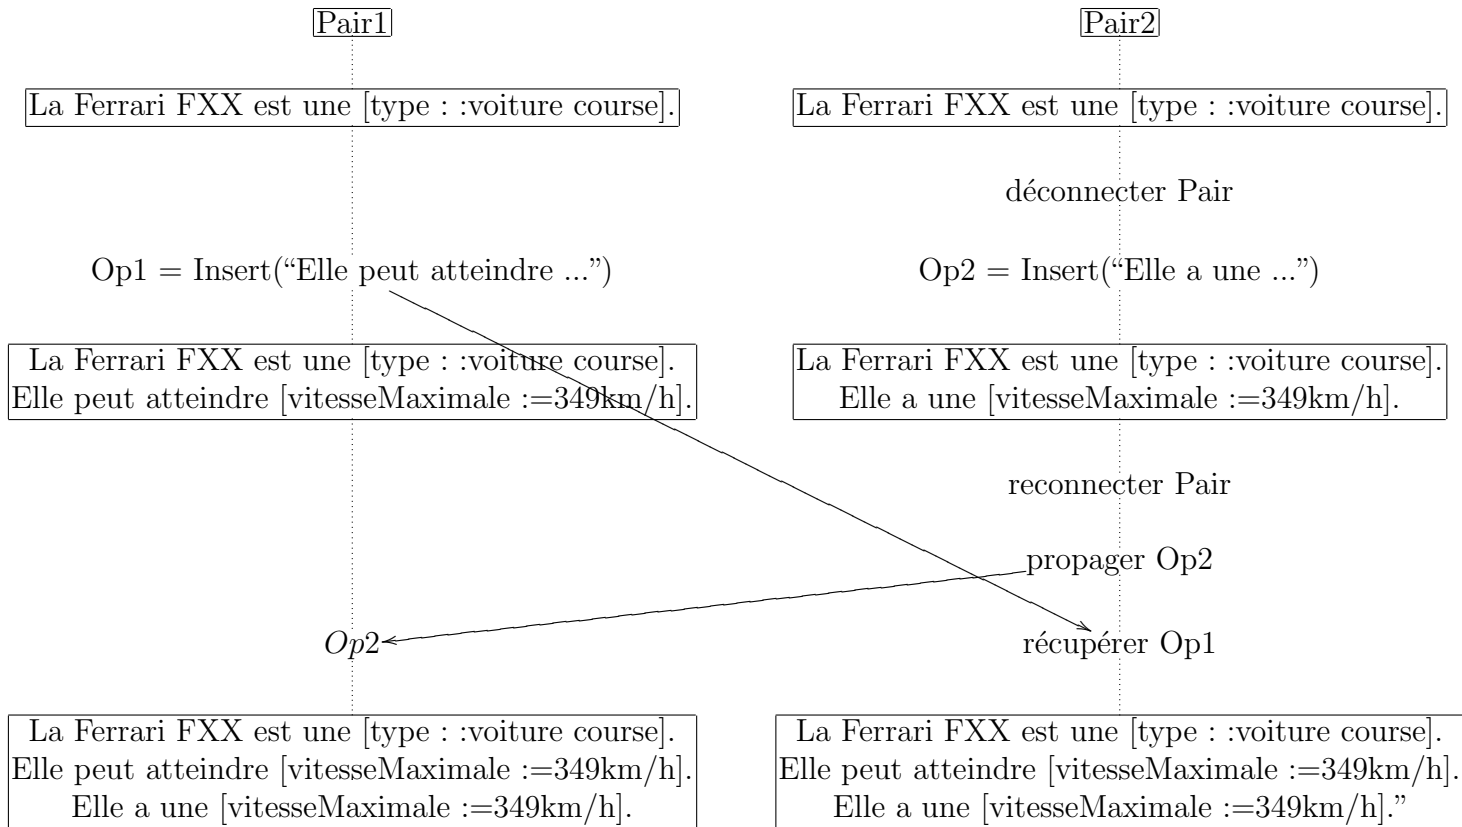 Pair1
Pair2
La Ferrari FXX est une [type : :voiture course].
La Ferrari FXX est une [type : :voiture course].
déconnecter Pair
Op1 = Insert(“Elle peut atteindre ...”)
Op2 = Insert(“Elle a une ...”)
La Ferrari FXX est une [type : :voiture course].
Elle peut atteindre [vitesseMaximale :=349km/h].
La Ferrari FXX est une [type : :voiture course].
Elle a une [vitesseMaximale :=349km/h].
reconnecter Pair
propager Op2
Op2
récupérer Op1
La Ferrari FXX est une [type : :voiture course].
Elle peut atteindre [vitesseMaximale :=349km/h].
Elle a une [vitesseMaximale :=349km/h].
La Ferrari FXX est une [type : :voiture course].
Elle peut atteindre [vitesseMaximale :=349km/h].
Elle a une [vitesseMaximale :=349km/h].”